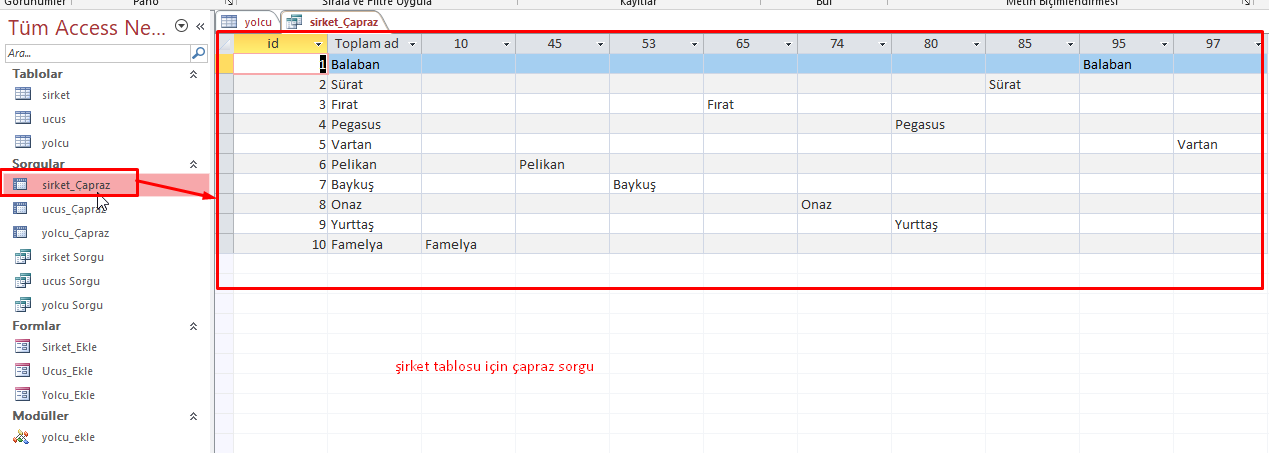 Görünümler Pano Sırala ve Filtre Uygula Kayıtlar Bul Metin Biçimlendirmesi
Tüm Access Ne... «
Ara...
Tablolar
sirket
ucus
yolcu
Sorgular
sirket_Çapraz
ucus_Çapraz
yolcu_Çapraz
sirket Sorgu
ucus Sorgu
yolcu Sorgu
Formlar
Sirket_Ekle
Ucus_Ekle
Yolcu_Ekle
Modüller
yolcu_ekle
yolcu sirket_Çapraz
id Toplam ad 10 45 53 65 74 80 85 95 97
1 Balaban Balaban
2 Sürat Sürat
3 Fırat Fırat
4 Pegasus Pegasus
5 Vartan Vartan
6 Pelikan Pelikan
7 Baykuş Baykuş
8 Onaz Onaz
9 Yurttaş Yurttaş
10 Famelya Famelya
şirket tablosu için çapraz sorgu